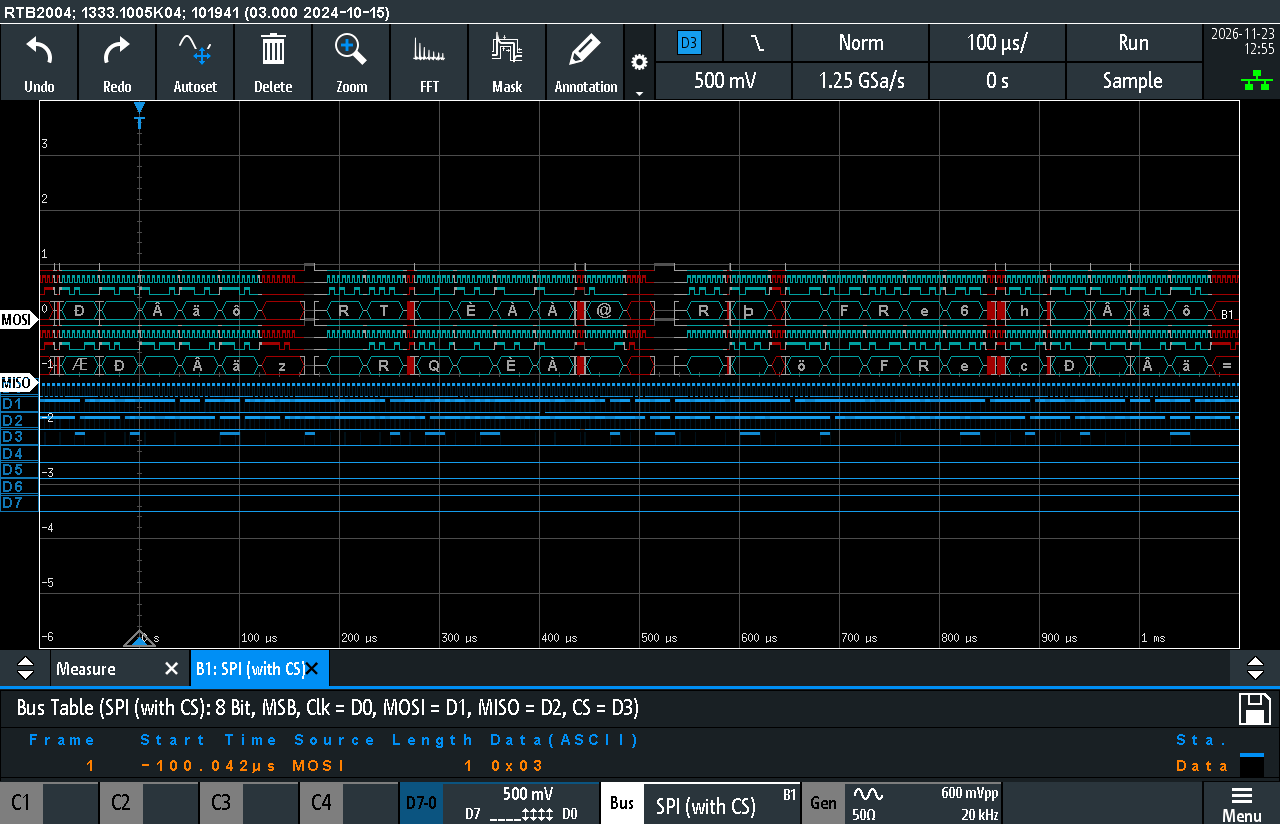 RTB2004; 1333.1005K04; 101941 (03.000 2024-10-15)
Undo
Redo
Autoset
Delete
Zoom
FFT
Mask
Annotation
D3
Norm
100 µs/
Run
500 mV
1.25 GSa/s
0 s
Sample
2026-11-23
12:55
T
3
2
1
0
MOSI
Ð Â ä ô R T È À À @ R þ F R e 6 h Â ä ô
B1
-1
Æ Ð Â ä z R Q È À ö F R e c Ð Â ä =
MISO
D1
D2
-2
D3
D4
D5
-3
D6
D7
-4
-5
-6
0 s
100 µs
200 µs
300 µs
400 µs
500 µs
600 µs
700 µs
800 µs
900 µs
1 ms
Measure
B1: SPI (with CS)
Bus Table (SPI (with CS): 8 Bit, MSB, Clk = D0, MOSI = D1, MISO = D2, CS = D3)
Frame Start Time Source Length Data(ASCII) Sta.
1 -100.042µs MOSI 1 0x03 Data
C1
C2
C3
C4
D7-0
500 mV
D7
D0
Bus
SPI (with CS)
B1
Gen
50Ω
600 mVpp
20 kHz
Menu